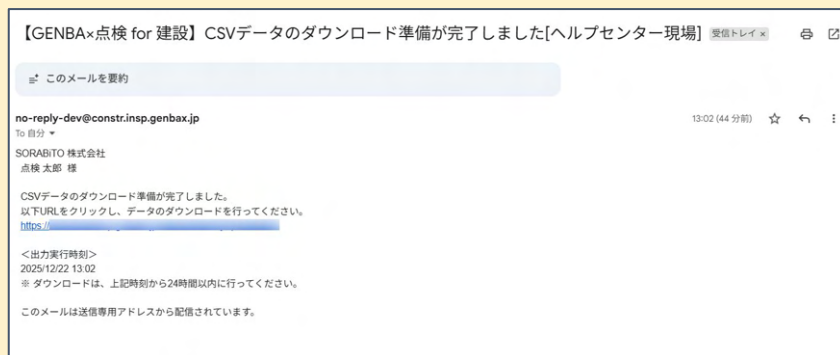 【GENBA×点検 for 建設】CSVデータのダウンロード準備が完了しました[ヘルプセンター現場] 受信トレイ ×
このメールを要約
no-reply-dev@constr.insp.genbax.jp 13:02 (44 分前)
To 自分
SORABiTO 株式会社
点検 太郎 様
CSVデータのダウンロード準備が完了しました。
以下URLをクリックし、データのダウンロードを行ってください。
https://
＜出力実行時刻＞
2025/12/22 13:02
※ ダウンロードは、上記時刻から24時間以内に行ってください。
このメールは送信専用アドレスから配信されています。